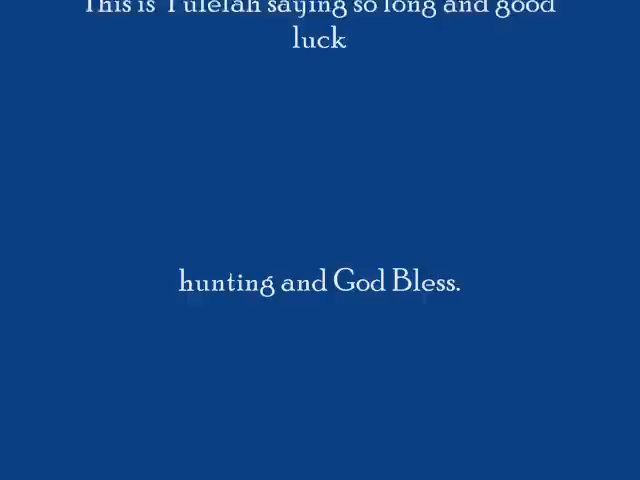 This is Tulelah saying so long and good
luck
hunting and God Bless.